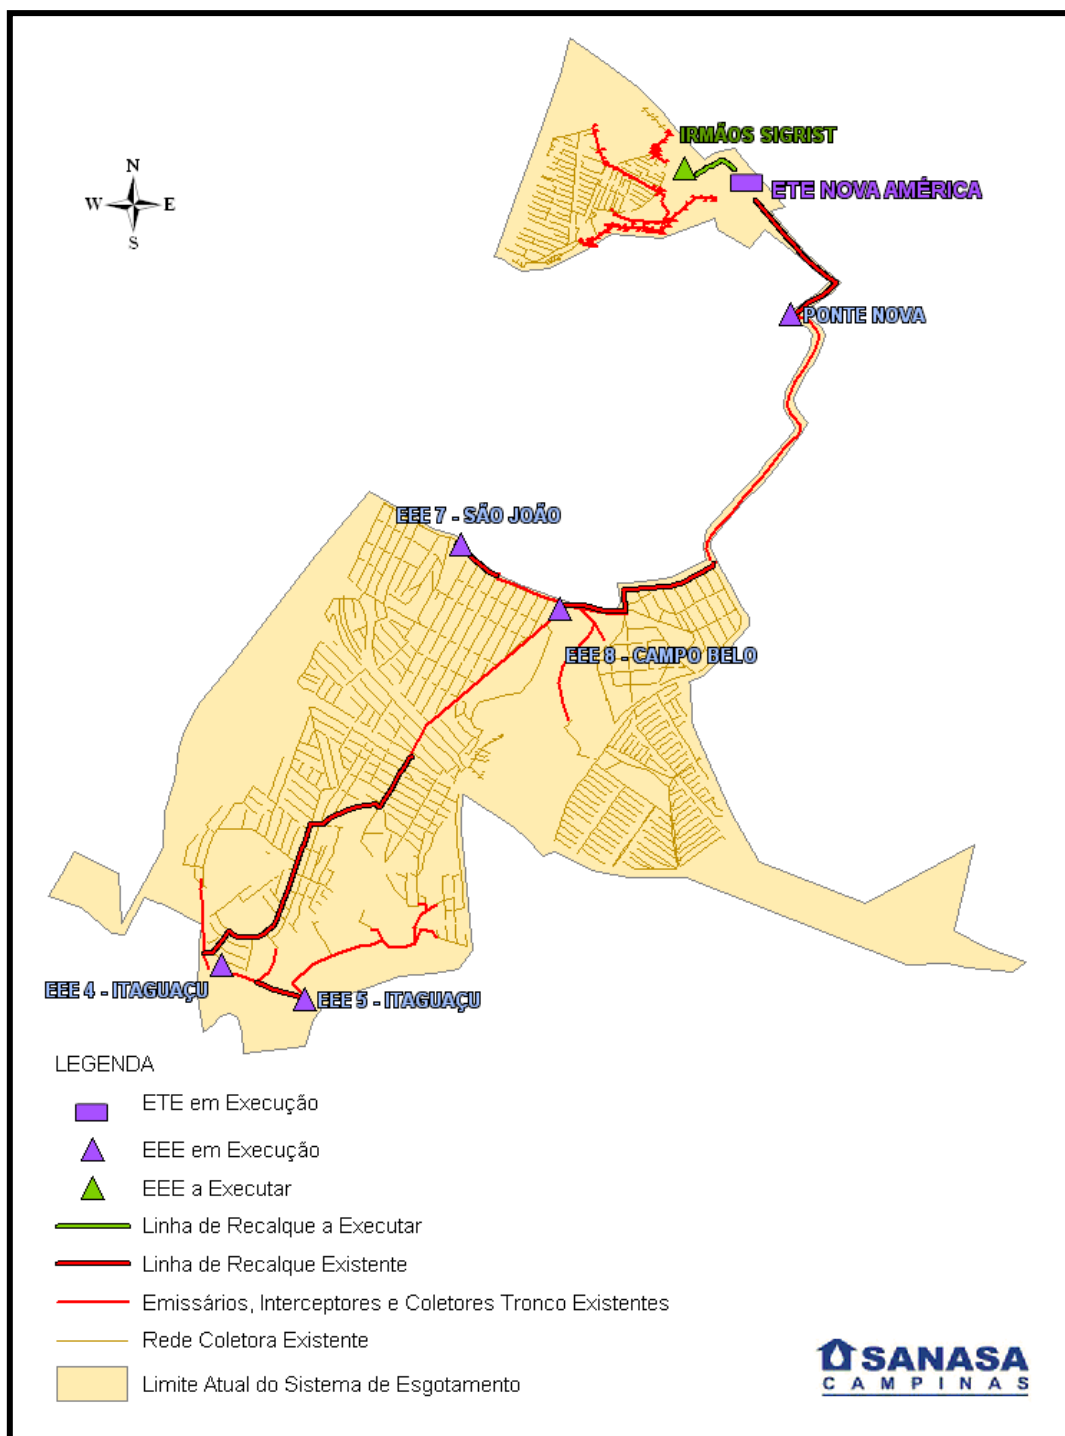 IRMÃOS SIGRIST
ETE NOVA AMÉRICA
N
W E
S
PONTE NOVA
EEE 7 - SÃO JOÃO
EEE 8 - CAMPO BELO
EEE 4 - ITAGUAÇU
EEE 5 - ITAGUAÇU
LEGENDA
ETE em Execução
EEE em Execução
EEE a Executar
Linha de Recalque a Executar
Linha de Recalque Existente
Emissários, Interceptores e Coletores Tronco Existentes
Rede Coletora Existente
Limite Atual do Sistema de Esgotamento
SANASA
CAMPINAS